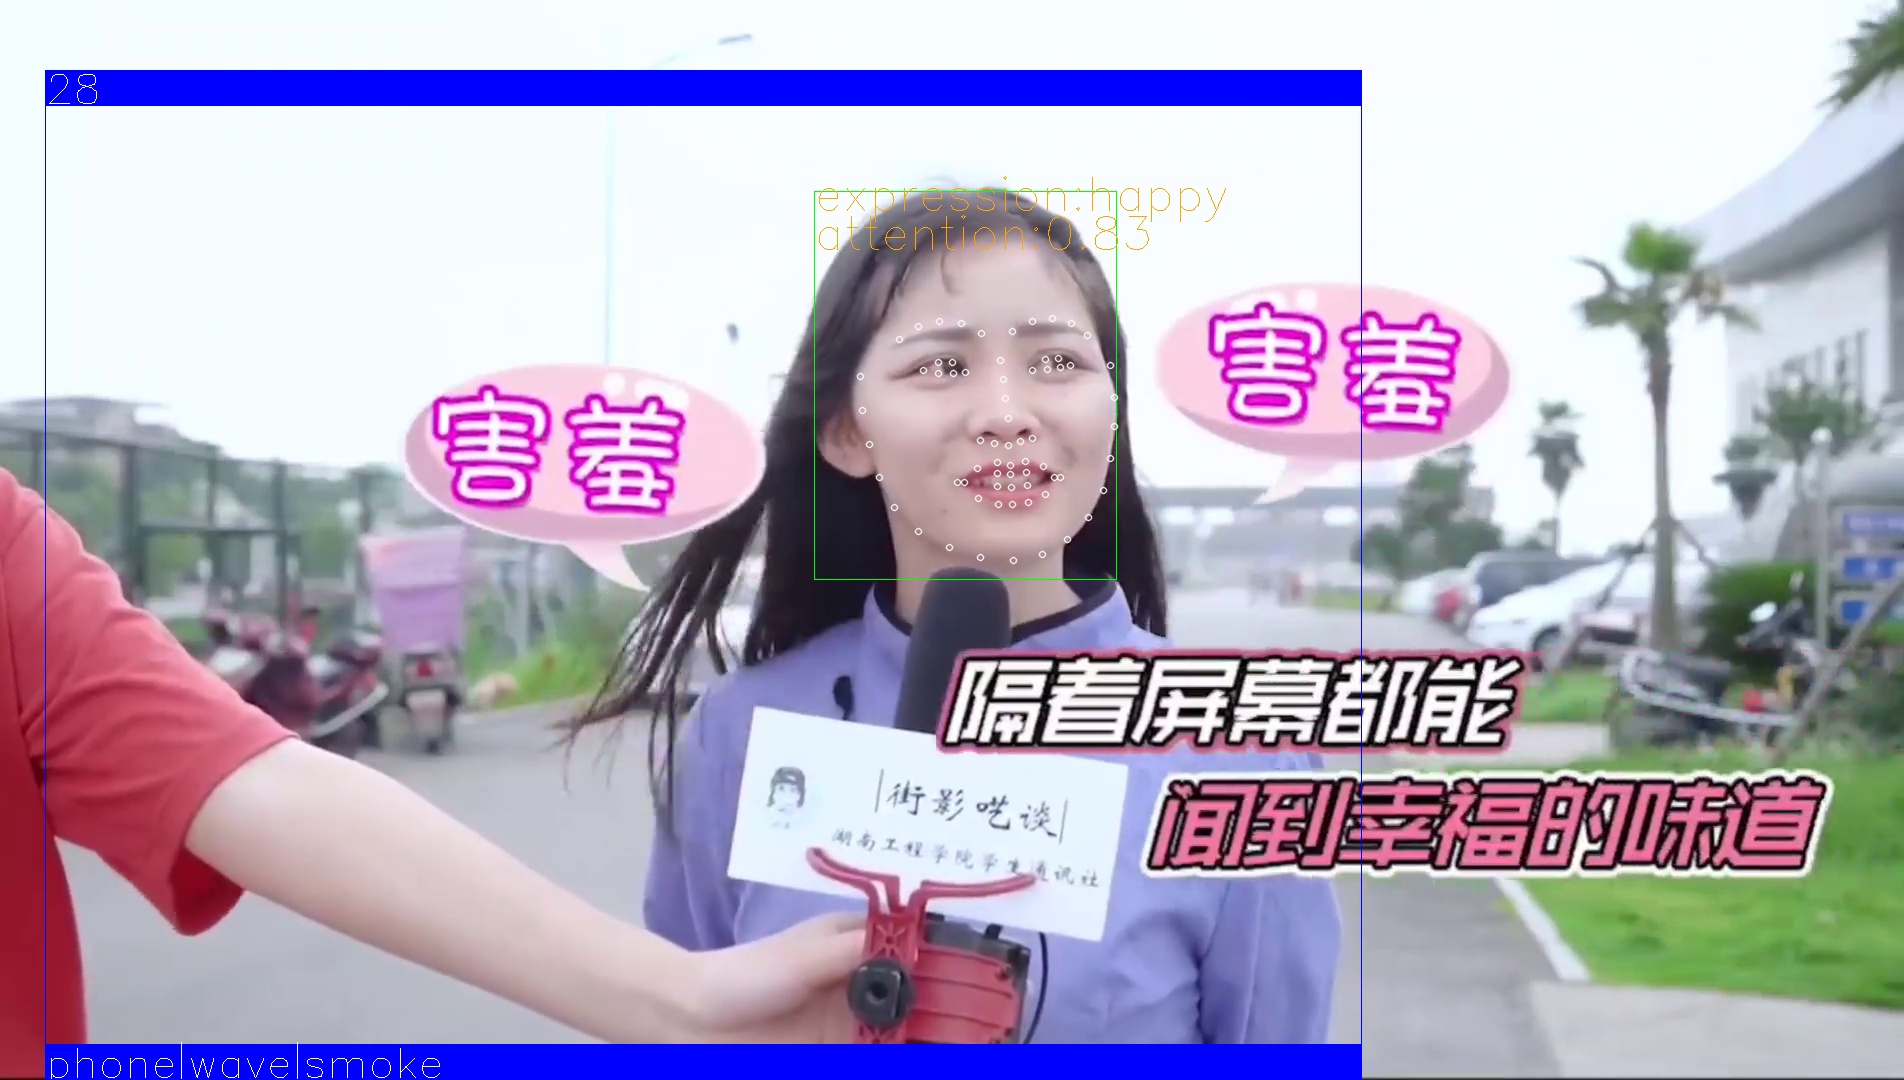 28
expression:happy
attention:0.83
害羞
害羞
隔着屏幕都能
闻到幸福的味道
街影呓谈
湖南工程学院学生通讯社
phone|wave|smoke